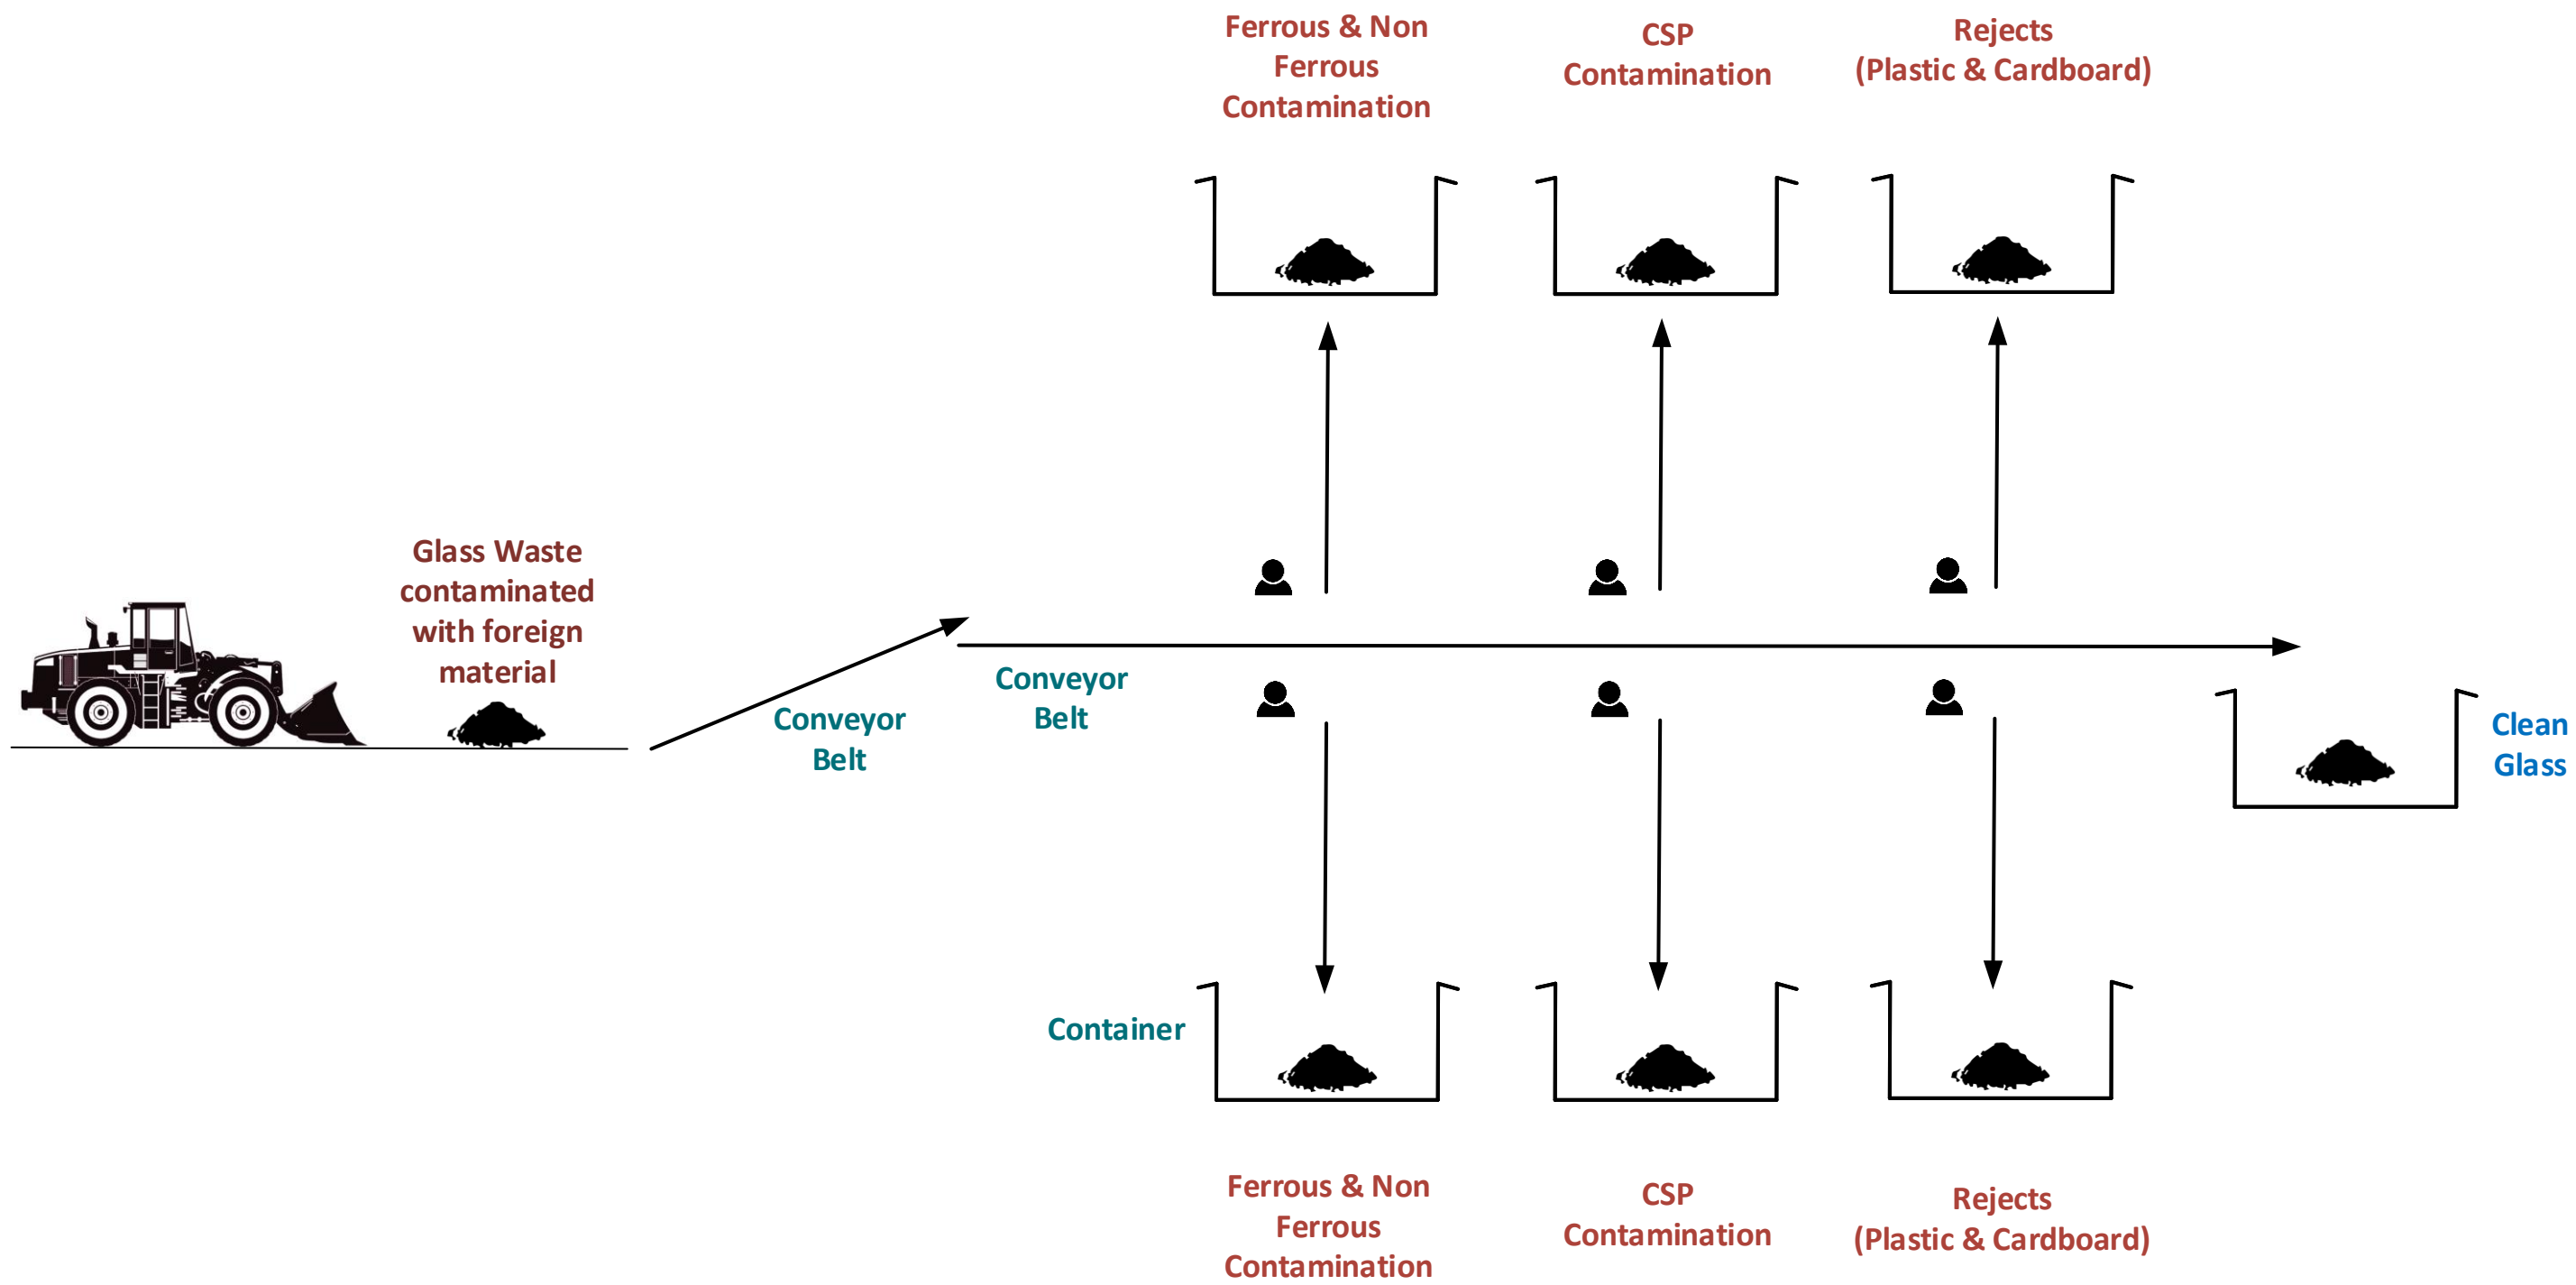 Ferrous & Non
Ferrous
Contamination
CSP
Contamination
Rejects
(Plastic & Cardboard)
Glass Waste
contaminated
with foreign
material
Conveyor
Belt
Conveyor
Belt
Clean
Glass
Container
Ferrous & Non
Ferrous
Contamination
CSP
Contamination
Rejects
(Plastic & Cardboard)